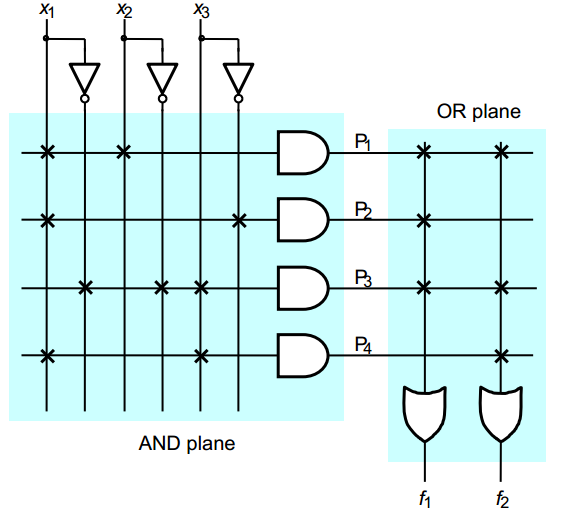 x1 x2 x3
OR plane
P1
P2
P3
P4
AND plane
f1 f2